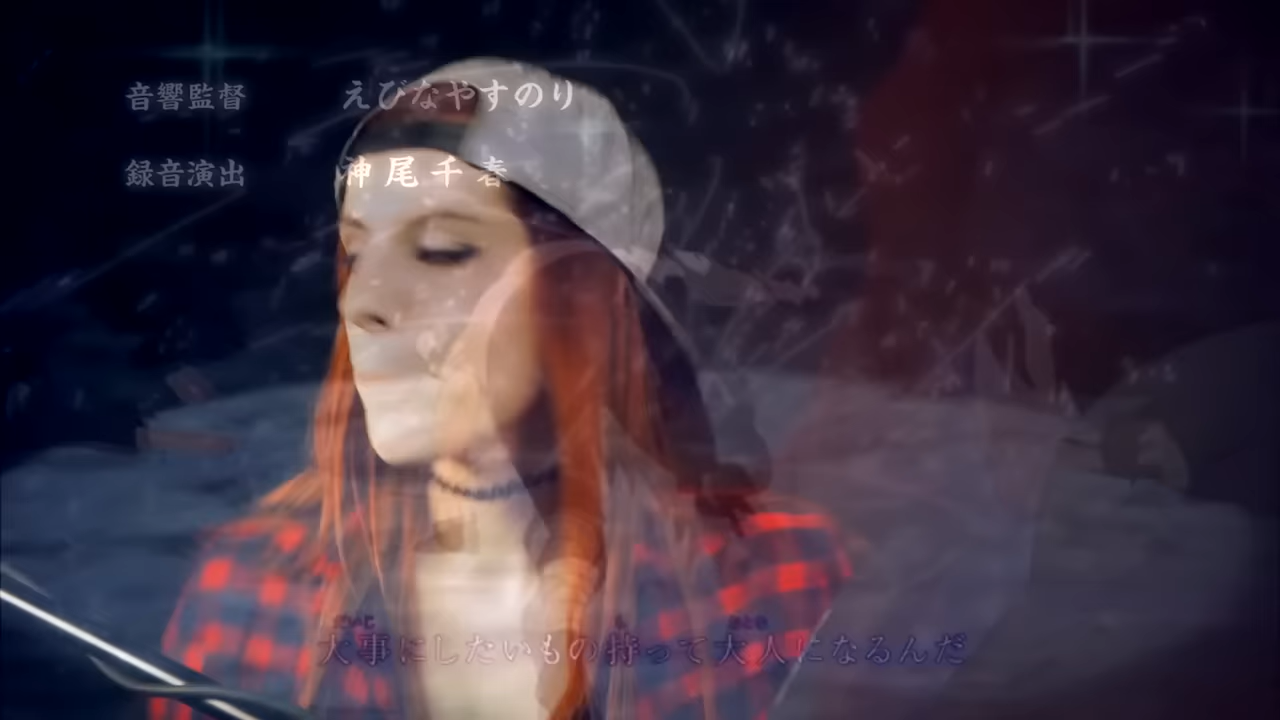 音響監督 えびなやすのり
録音演出 神尾千春
大事にしたいもの持って大人になるんだ